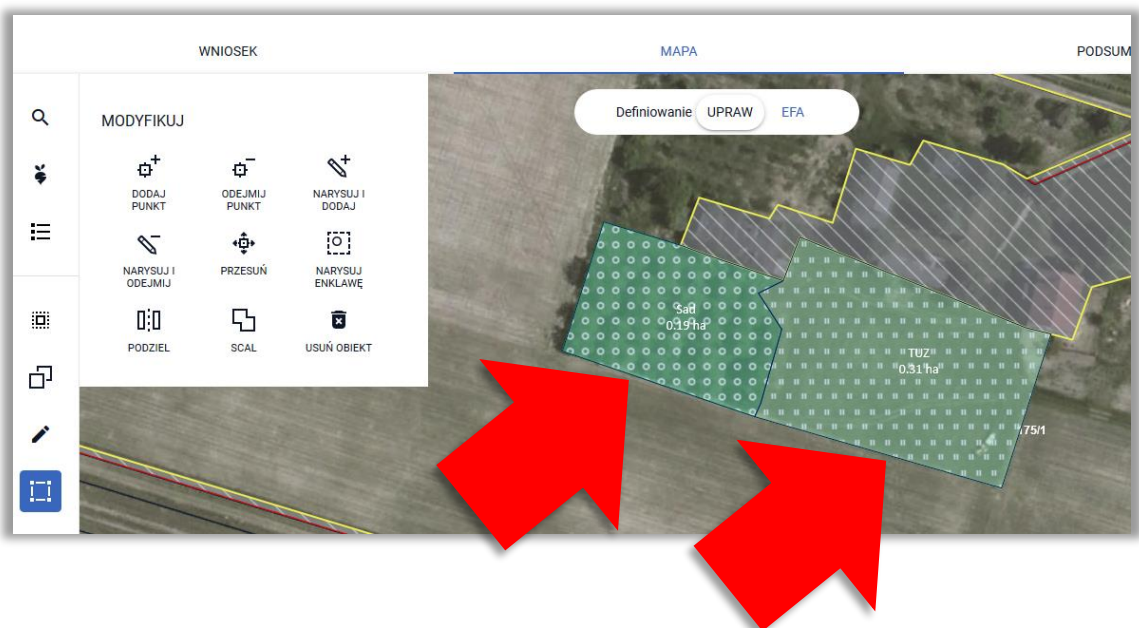 WNIOSEK
MAPA
PODSUM
MODYFIKUJ
Definiowanie UPRAW EFA
DODAJ
PUNKT
ODEJMIJ
PUNKT
NARYSUJ I
DODAJ
NARYSUJ I
ODEJMIJ
PRZESUŃ
NARYSUJ
ENKLAWĘ
PODZIEL
SCAL
USUŃ OBIEKT
Sad
0.19 ha
TUZ
0.31 ha
175/1